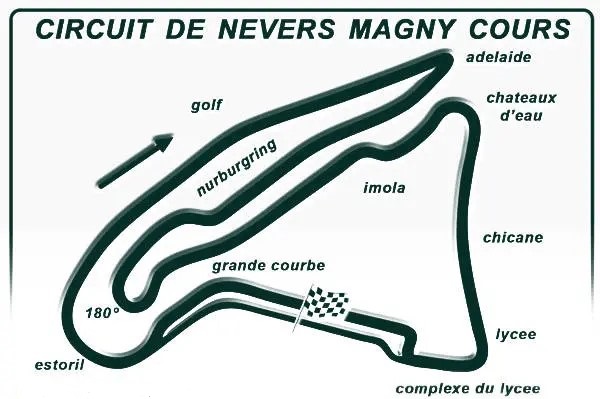 CIRCUIT DE NEVERS MAGNY COURS
adelaide
golf
chateaux
d'eau
nurburgring
imola
chicane
grande courbe
180°
lycee
estoril
complexe du lycee